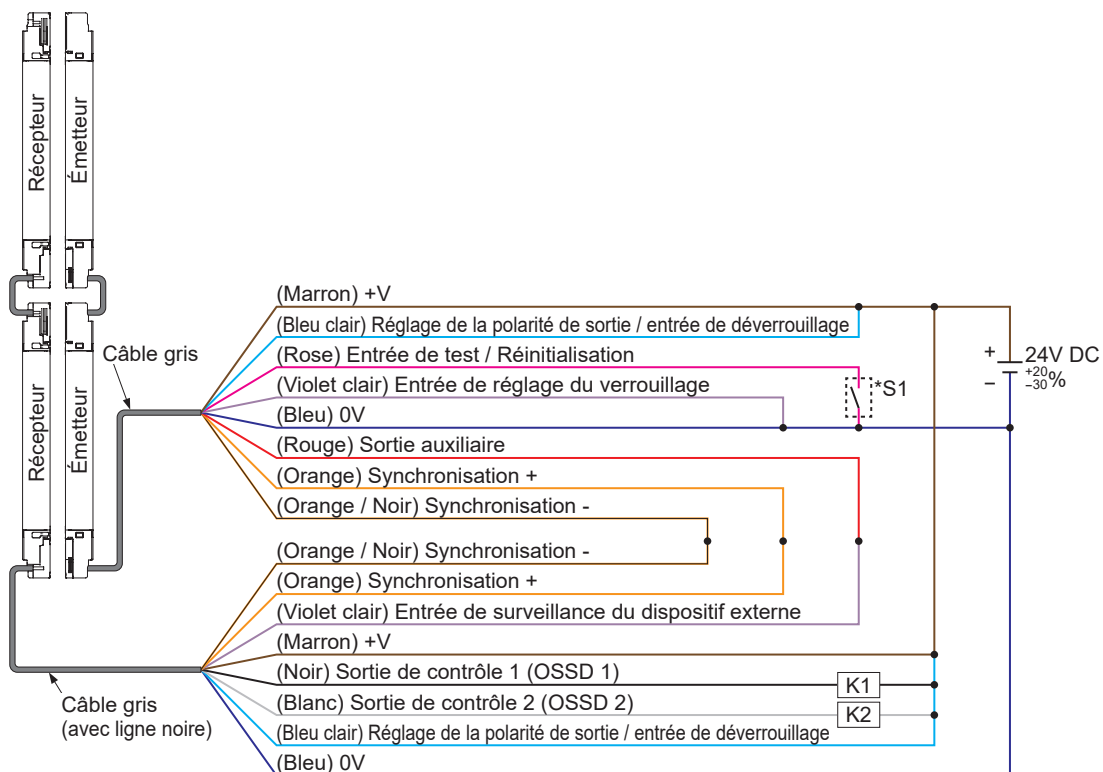 Récepteur
Émetteur
Récepteur
Émetteur
Câble gris
(Marron) +V
(Bleu clair) Réglage de la polarité de sortie / entrée de déverrouillage
(Rose) Entrée de test / Réinitialisation
(Violet clair) Entrée de réglage du verrouillage
(Bleu) 0V
(Rouge) Sortie auxiliaire
(Orange) Synchronisation +
(Orange / Noir) Synchronisation -
*S1
+
−
24V DC
+20
−30%
(Orange / Noir) Synchronisation -
(Orange) Synchronisation +
(Violet clair) Entrée de surveillance du dispositif externe
(Marron) +V
(Noir) Sortie de contrôle 1 (OSSD 1)
K1
(Blanc) Sortie de contrôle 2 (OSSD 2)
K2
(Bleu clair) Réglage de la polarité de sortie / entrée de déverrouillage
(Bleu) 0V
Câble gris
(avec ligne noire)